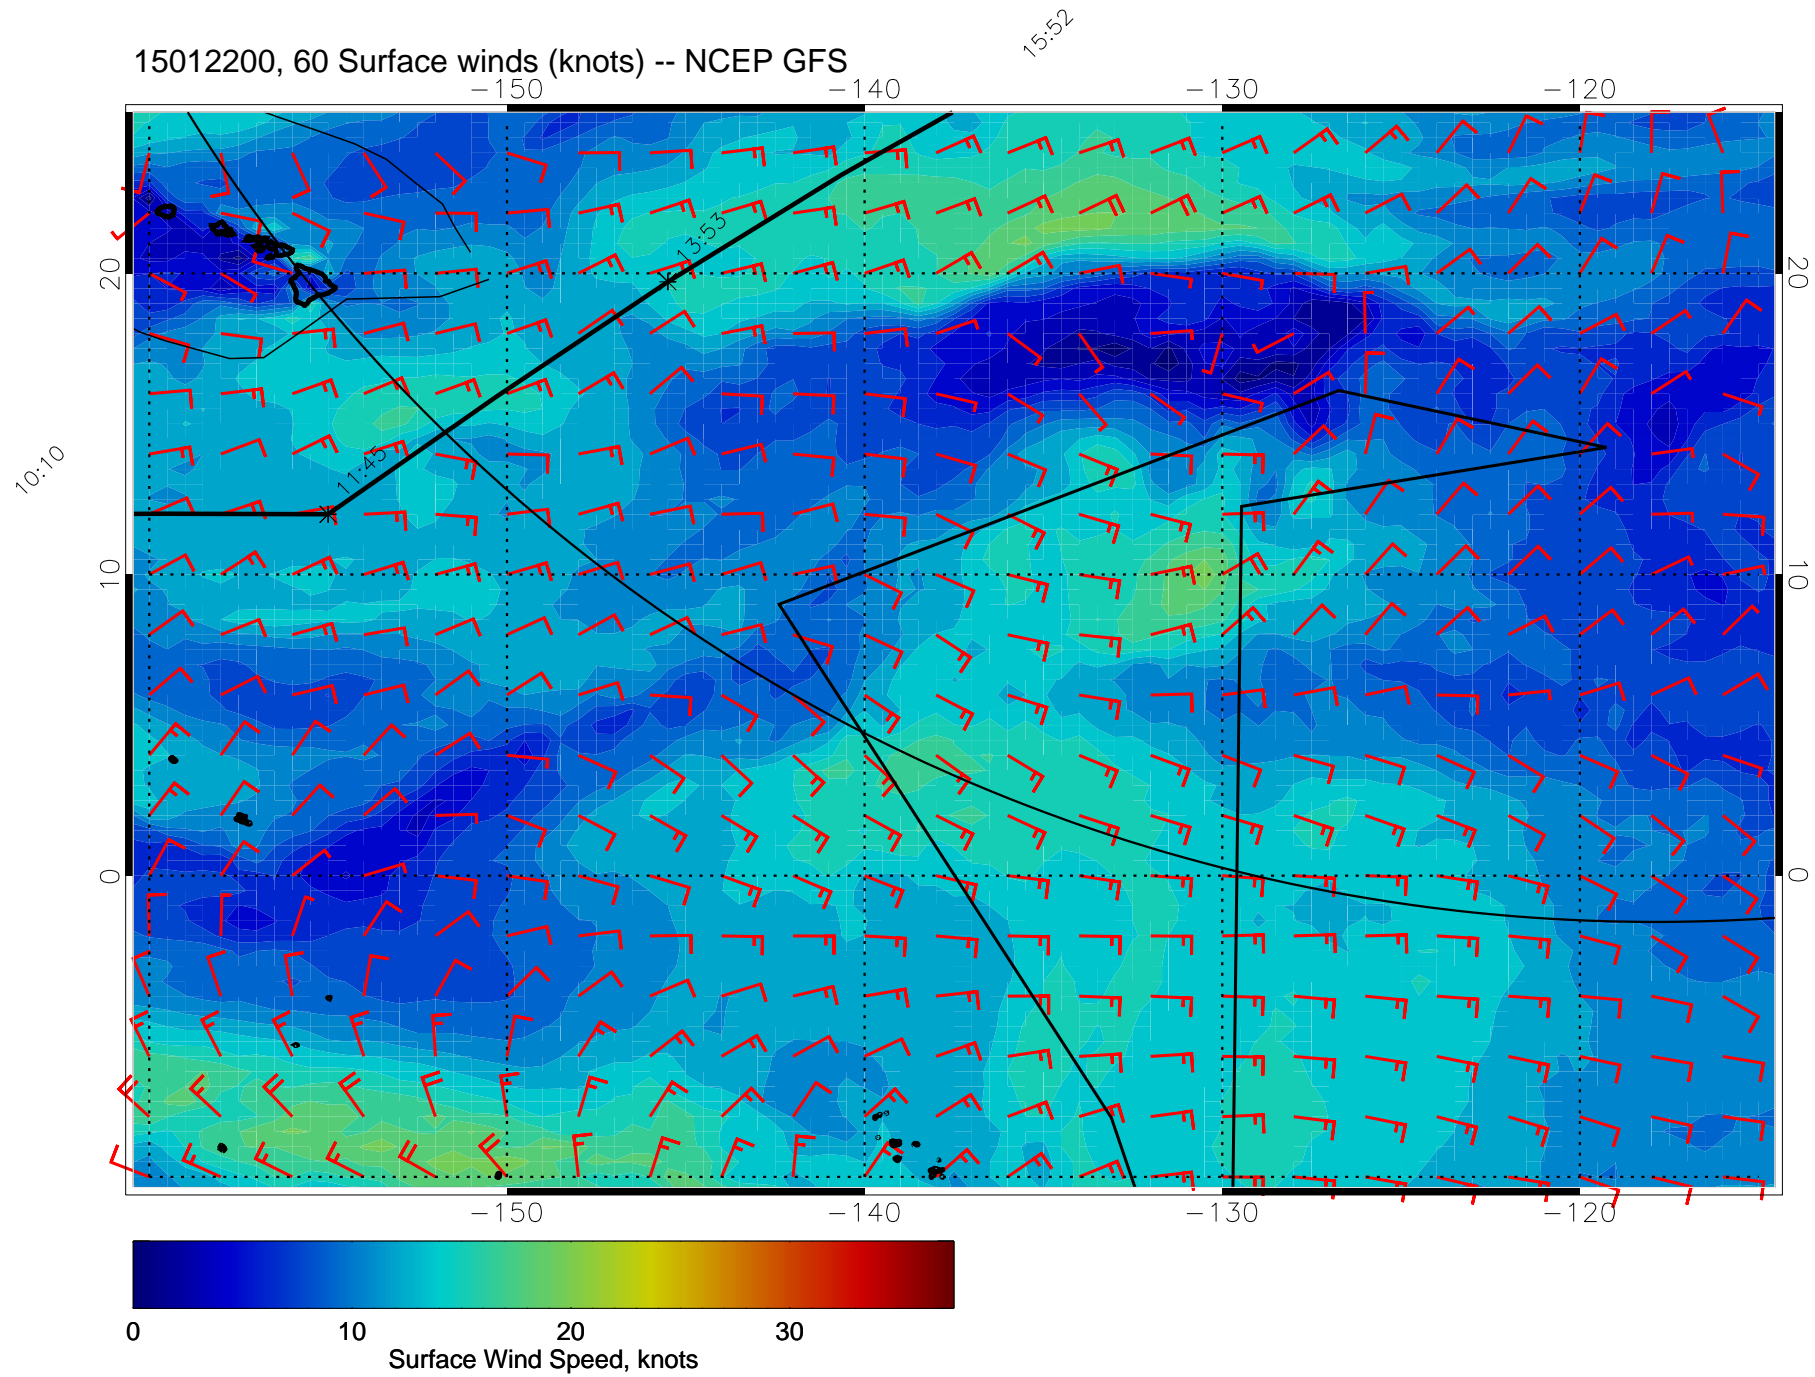 15:52
15012200, 60 Surface winds (knots) -- NCEP GFS
-150 -140 -130 -120
13:53
20 20
10:10
11:45
10 10
0 0
-150 -140 -130 -120
0 10 20 30
Surface Wind Speed, knots